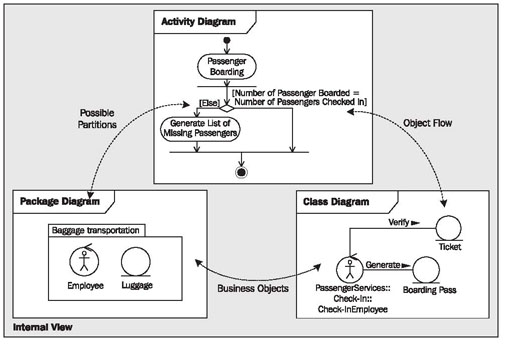 Activity Diagram
Passenger
Boarding
[Number of Passenger Boarded =
Number of Passengers Checked In]
[Else]
Generate List of
Missing Passengers
Possible
Partitions
Object Flow
Package Diagram
Baggage transportation
Employee
Luggage
Business Objects
Class Diagram
Verify
Ticket
Generate
PassengerServices::
Check-In::
Check-InEmployee
Boarding Pass
Internal View